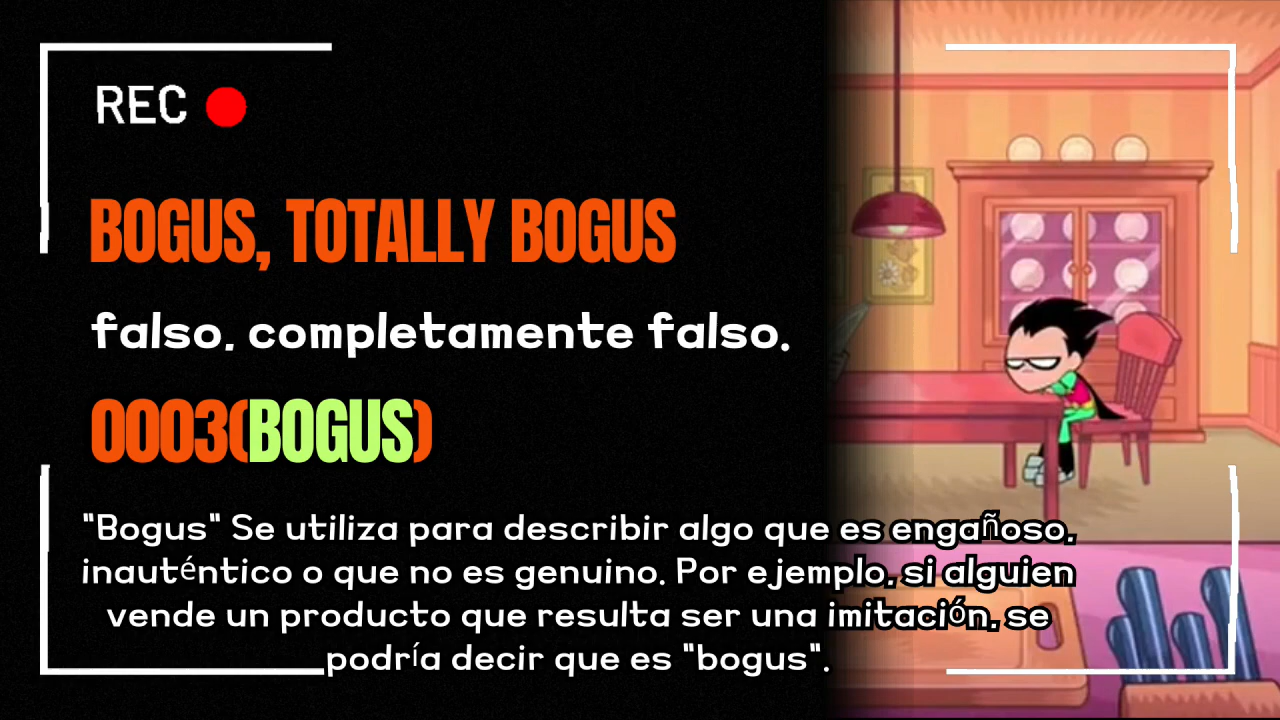 REC
BOGUS, TOTALLY BOGUS
falso, completamente falso.
0003(BOGUS)
"Bogus" Se utiliza para describir algo que es engañoso,
inauténtico o que no es genuino. Por ejemplo, si alguien
vende un producto que resulta ser una imitación, se
podría decir que es "bogus".